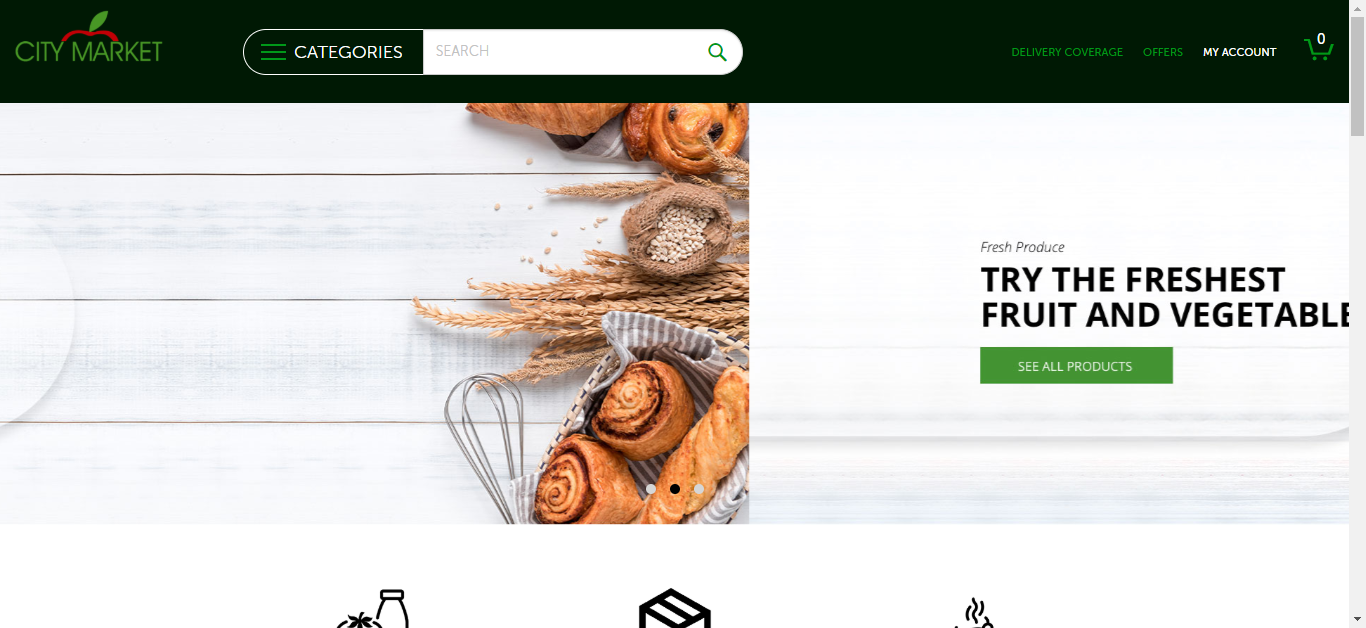 CITY MARKET
CATEGORIES
SEARCH
DELIVERY COVERAGE
OFFERS
MY ACCOUNT
0
Fresh Produce
TRY THE FRESHEST
FRUIT AND VEGETABLE
SEE ALL PRODUCTS